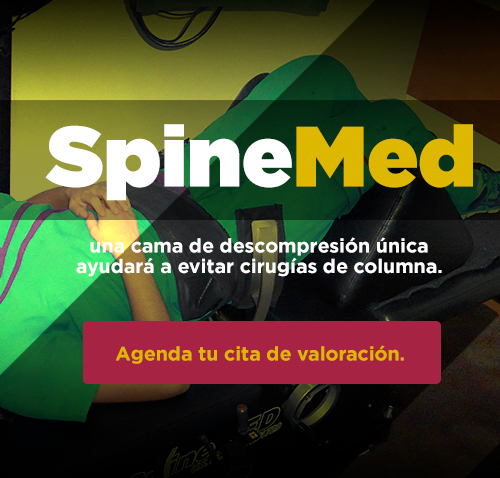 SpineMed
una cama de descompresión única
ayudará a evitar cirugías de columna.
Agenda tu cita de valoración.